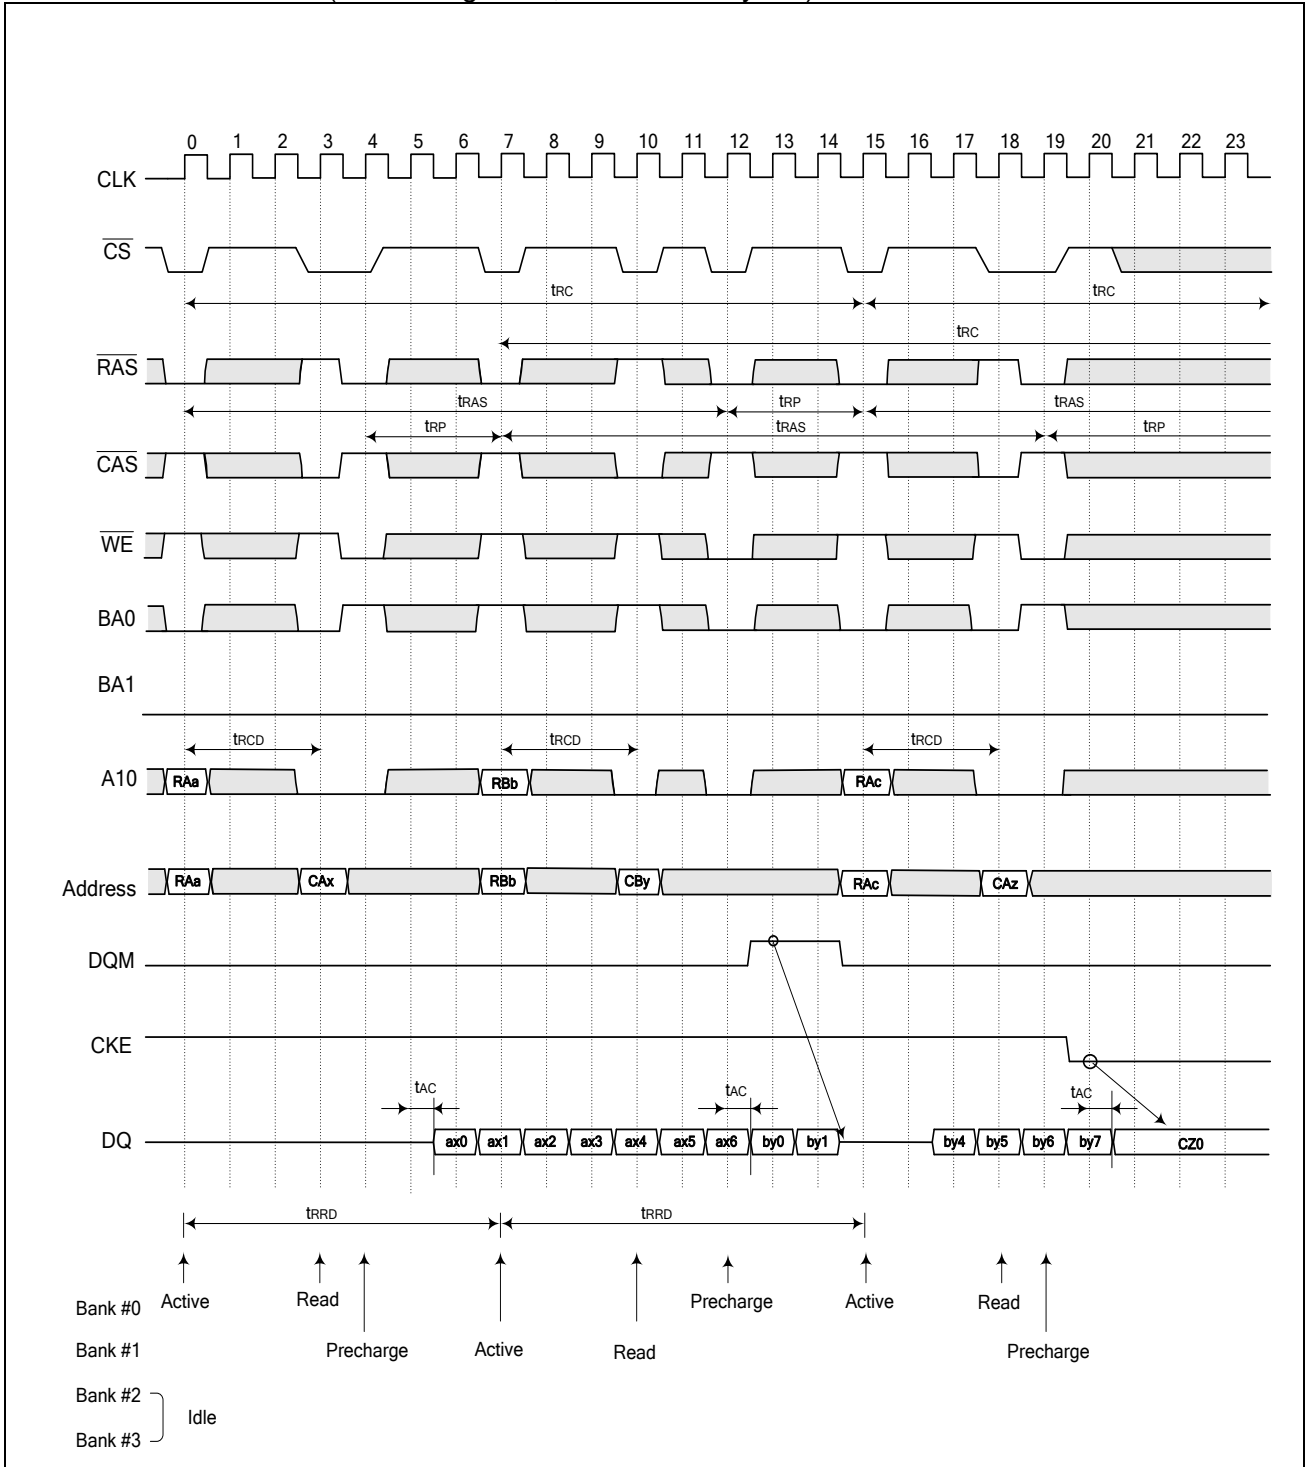 0 1 2 3 4 5 6 7 8 9 10 11 12 13 14 15 16 17 18 19 20 21 22 23
CLK
CS
tRC tRC
tRC
RAS
tRAS tRP tRAS
tRP tRAS tRP
CAS
WE
BA0
BA1
tRCD tRCD tRCD
A10 RAa RBb RAc
Address RAa CAx RBb CBy RAc CAz
DQM
CKE
tAC tAC tAC
DQ ax0 ax1 ax2 ax3 ax4 ax5 ax6 by0 by1 by4 by5 by6 by7 CZ0
tRRD tRRD
Bank #0 Active Read Precharge Active Read
Bank #1 Precharge Active Read Precharge
Bank #2
Idle
Bank #3